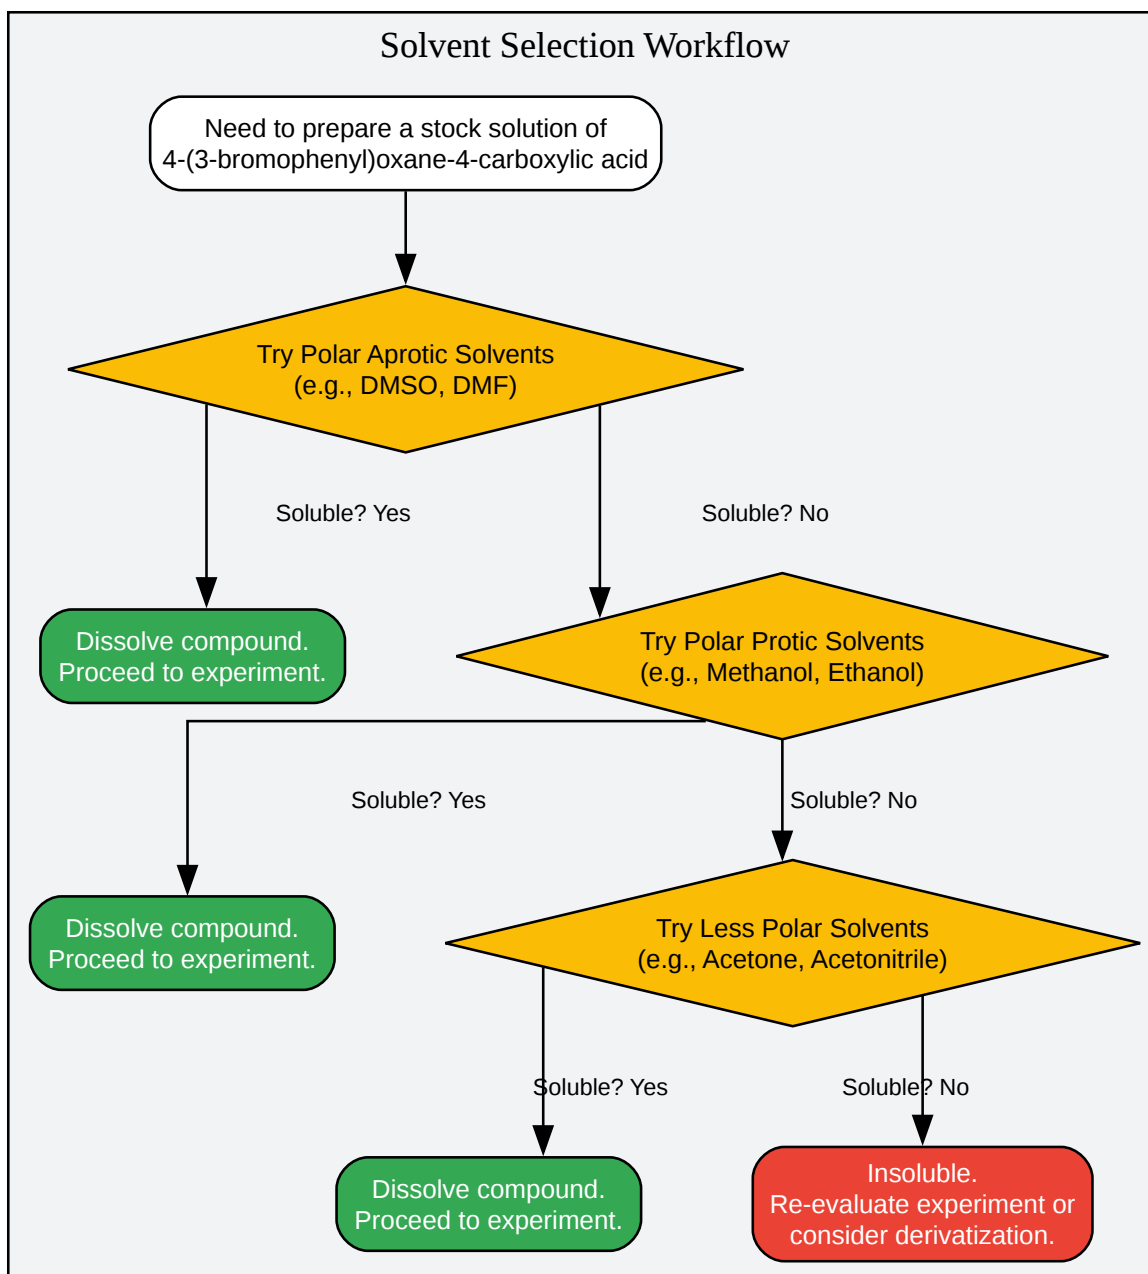 Solvent Selection Workflow
Need to prepare a stock solution of
4-(3-bromophenyl)oxane-4-carboxylic acid
Try Polar Aprotic Solvents
(e.g., DMSO, DMF)
Soluble? Yes
Soluble? No
Dissolve compound.
Proceed to experiment.
Try Polar Protic Solvents
(e.g., Methanol, Ethanol)
Soluble? Yes
Soluble? No
Dissolve compound.
Proceed to experiment.
Try Less Polar Solvents
(e.g., Acetone, Acetonitrile)
Soluble? Yes
Soluble? No
Dissolve compound.
Proceed to experiment.
Insoluble.
Re-evaluate experiment or
consider derivatization.